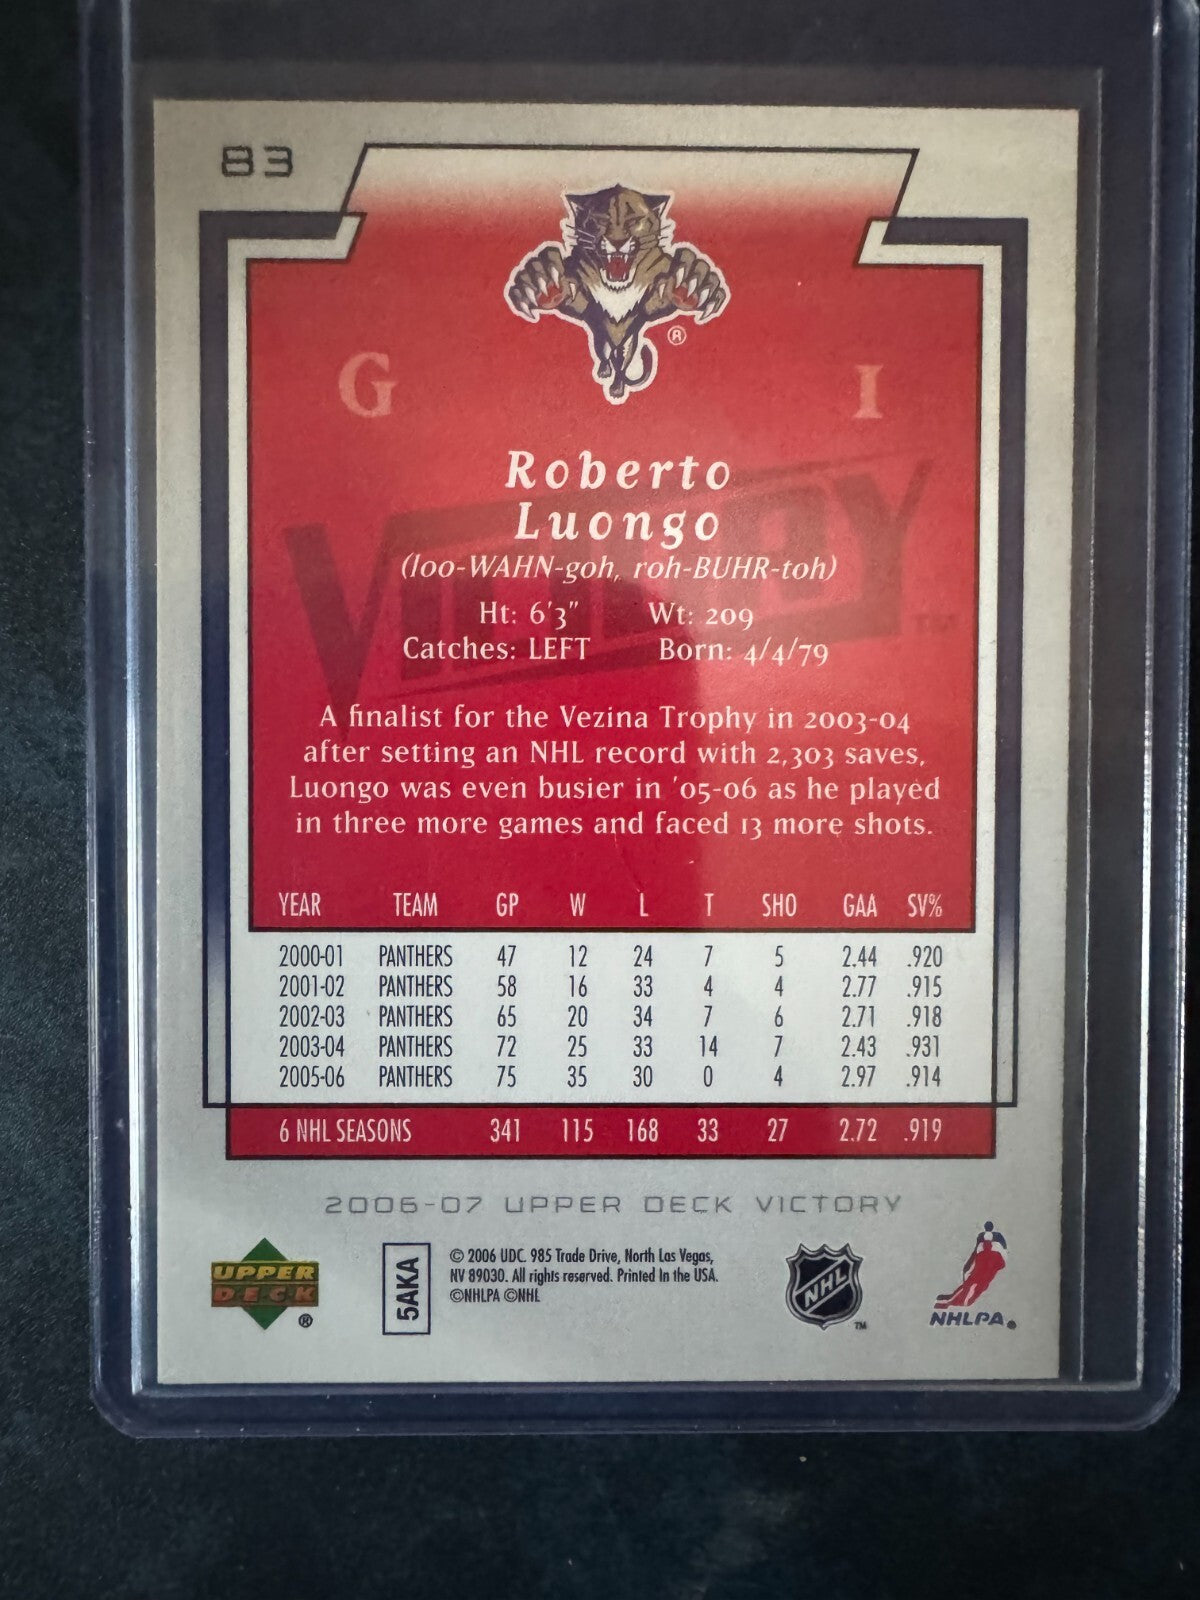 83
®
G I
VICTORY
Roberto
Luongo
(loo-WAHN-goh, roh-BUHR-toh)
Ht: 6'3" Wt: 209
Catches: LEFT Born: 4/4/79
A finalist for the Vezina Trophy in 2003-04
after setting an NHL record with 2,303 saves,
Luongo was even busier in '05-06 as he played
in three more games and faced 13 more shots.
YEAR TEAM GP W L T SHO GAA SV%
2000-01 PANTHERS 47 12 24 7 5 2.44 .920
2001-02 PANTHERS 58 16 33 4 4 2.77 .915
2002-03 PANTHERS 65 20 34 7 6 2.71 .918
2003-04 PANTHERS 72 25 33 14 7 2.43 .931
2005-06 PANTHERS 75 35 30 0 4 2.97 .914
6 NHL SEASONS 341 115 168 33 27 2.72 .919
2006-07 UPPER DECK VICTORY
UPPER
DECK
®
5AKA
© 2006 UDC. 985 Trade Drive, North Las Vegas,
NV 89030. All rights reserved. Printed In the USA.
©NHLPA ©NHL
NHL
TM
NHLPA®